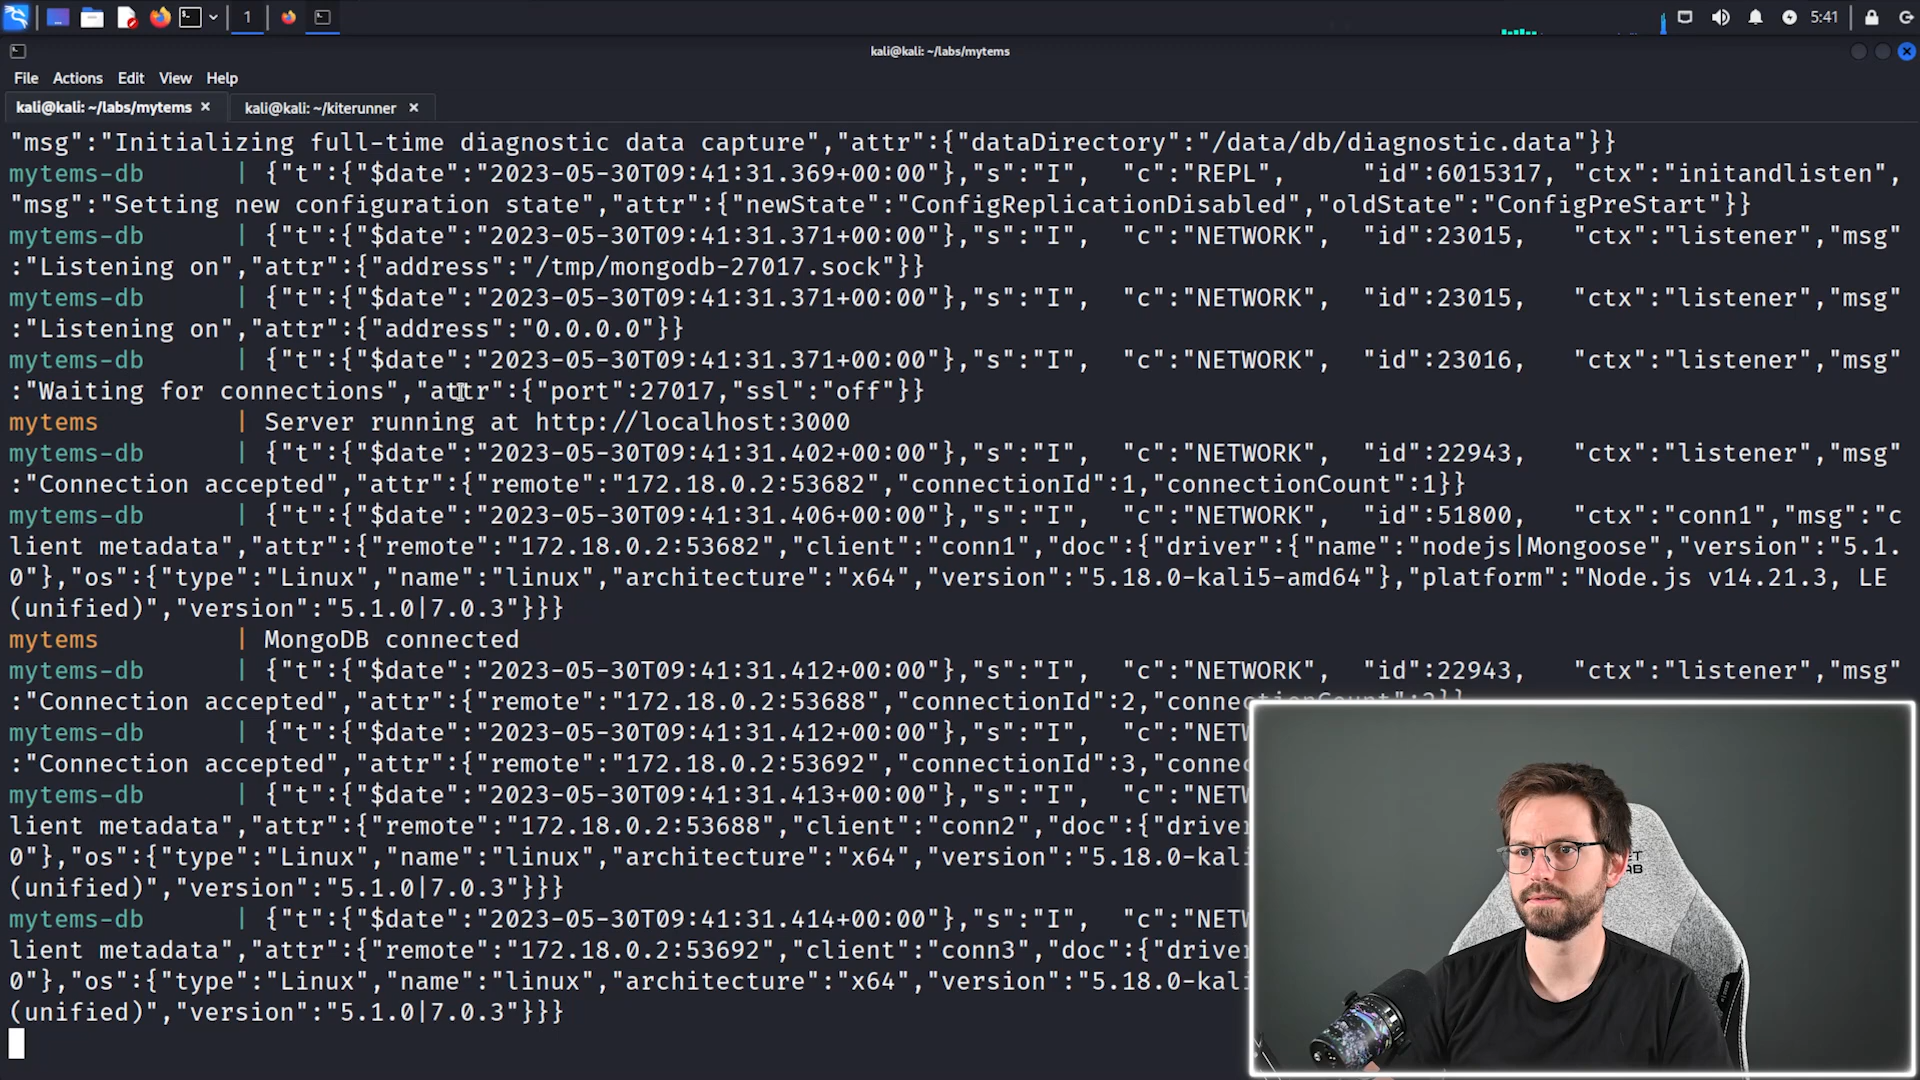 1
5:41
kali@kali: ~/labs/mytems
File Actions Edit View Help
kali@kali: ~/labs/mytems × kali@kali: ~/kiterunner ×
"msg":"Initializing full-time diagnostic data capture","attr":{"dataDirectory":"/data/db/diagnostic.data"}}
mytems-db | {"t":{"$date":"2023-05-30T09:41:31.369+00:00"},"s":"I", "c":"REPL", "id":6015317, "ctx":"initandlisten",
"msg":"Setting new configuration state","attr":{"newState":"ConfigReplicationDisabled","oldState":"ConfigPreStart"}}
mytems-db | {"t":{"$date":"2023-05-30T09:41:31.371+00:00"},"s":"I", "c":"NETWORK", "id":23015, "ctx":"listener","msg"
:"Listening on","attr":{"address":"/tmp/mongodb-27017.sock"}}
mytems-db | {"t":{"$date":"2023-05-30T09:41:31.371+00:00"},"s":"I", "c":"NETWORK", "id":23015, "ctx":"listener","msg"
:"Listening on","attr":{"address":"0.0.0.0"}}
mytems-db | {"t":{"$date":"2023-05-30T09:41:31.371+00:00"},"s":"I", "c":"NETWORK", "id":23016, "ctx":"listener","msg"
:"Waiting for connections","attr":{"port":27017,"ssl":"off"}}
mytems | Server running at http://localhost:3000
mytems-db | {"t":{"$date":"2023-05-30T09:41:31.402+00:00"},"s":"I", "c":"NETWORK", "id":22943, "ctx":"listener","msg"
:"Connection accepted","attr":{"remote":"172.18.0.2:53682","connectionId":1,"connectionCount":1}}
mytems-db | {"t":{"$date":"2023-05-30T09:41:31.406+00:00"},"s":"I", "c":"NETWORK", "id":51800, "ctx":"conn1","msg":"c
lient metadata","attr":{"remote":"172.18.0.2:53682","client":"conn1","doc":{"driver":{"name":"nodejs|Mongoose","version":"5.1.
0"},"os":{"type":"Linux","name":"linux","architecture":"x64","version":"5.18.0-kali5-amd64"},"platform":"Node.js v14.21.3, LE
(unified)","version":"5.1.0|7.0.3"}}}
mytems | MongoDB connected
mytems-db | {"t":{"$date":"2023-05-30T09:41:31.412+00:00"},"s":"I", "c":"NETWORK", "id":22943, "ctx":"listener","msg"
:"Connection accepted","attr":{"remote":"172.18.0.2:53688","connectionId":2,"connectionCount":2}}
mytems-db | {"t":{"$date":"2023-05-30T09:41:31.412+00:00"},"s":"I", "c":"NETW
:"Connection accepted","attr":{"remote":"172.18.0.2:53692","connectionId":3,"connec
mytems-db | {"t":{"$date":"2023-05-30T09:41:31.413+00:00"},"s":"I", "c":"NETW
lient metadata","attr":{"remote":"172.18.0.2:53688","client":"conn2","doc":{"driver
0"},"os":{"type":"Linux","name":"linux","architecture":"x64","version":"5.18.0-kali
(unified)","version":"5.1.0|7.0.3"}}}
mytems-db | {"t":{"$date":"2023-05-30T09:41:31.414+00:00"},"s":"I", "c":"NETW
lient metadata","attr":{"remote":"172.18.0.2:53692","client":"conn3","doc":{"driver
0"},"os":{"type":"Linux","name":"linux","architecture":"x64","version":"5.18.0-kali
(unified)","version":"5.1.0|7.0.3"}}}